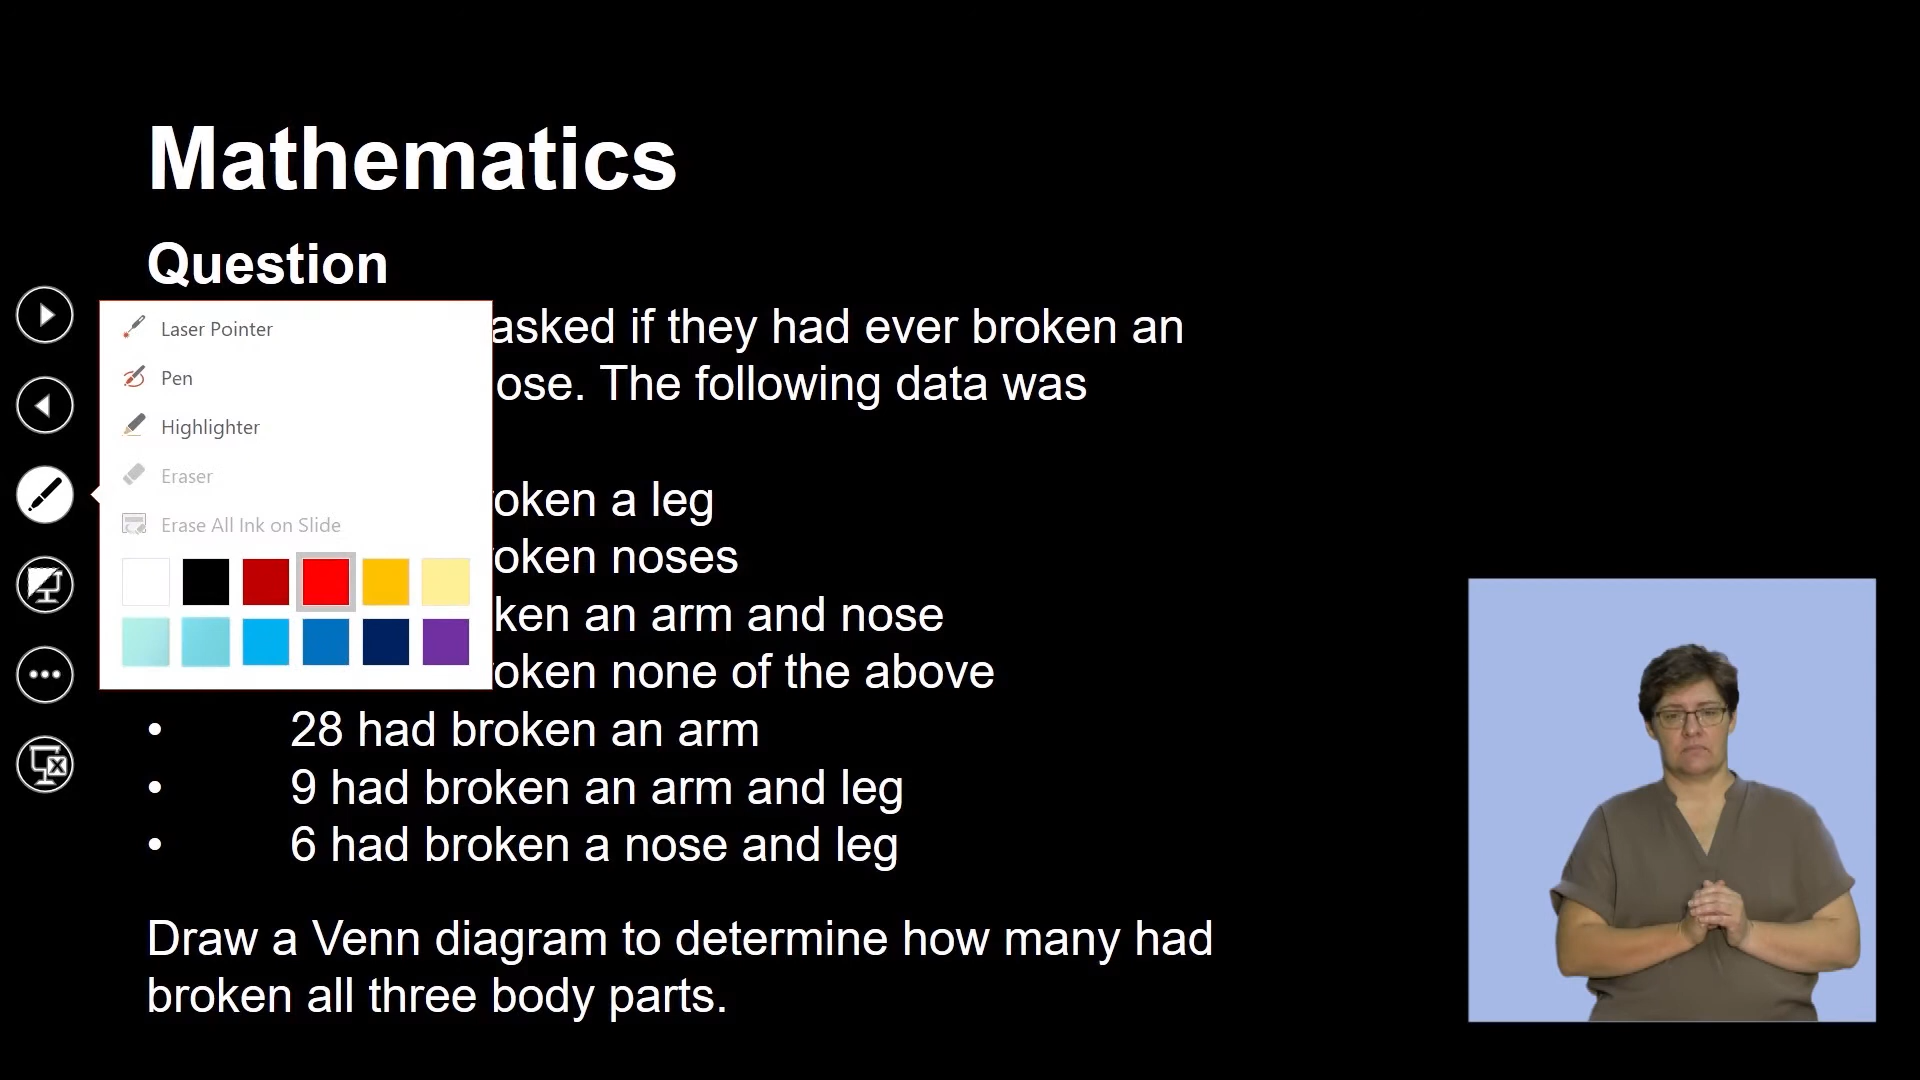 Mathematics
Question
asked if they had ever broken an
ose. The following data was
oken a leg
oken noses
ken an arm and nose
oken none of the above
• 28 had broken an arm
• 9 had broken an arm and leg
• 6 had broken a nose and leg
Draw a Venn diagram to determine how many had
broken all three body parts.
Laser Pointer
Pen
Highlighter
Eraser
Erase All Ink on Slide